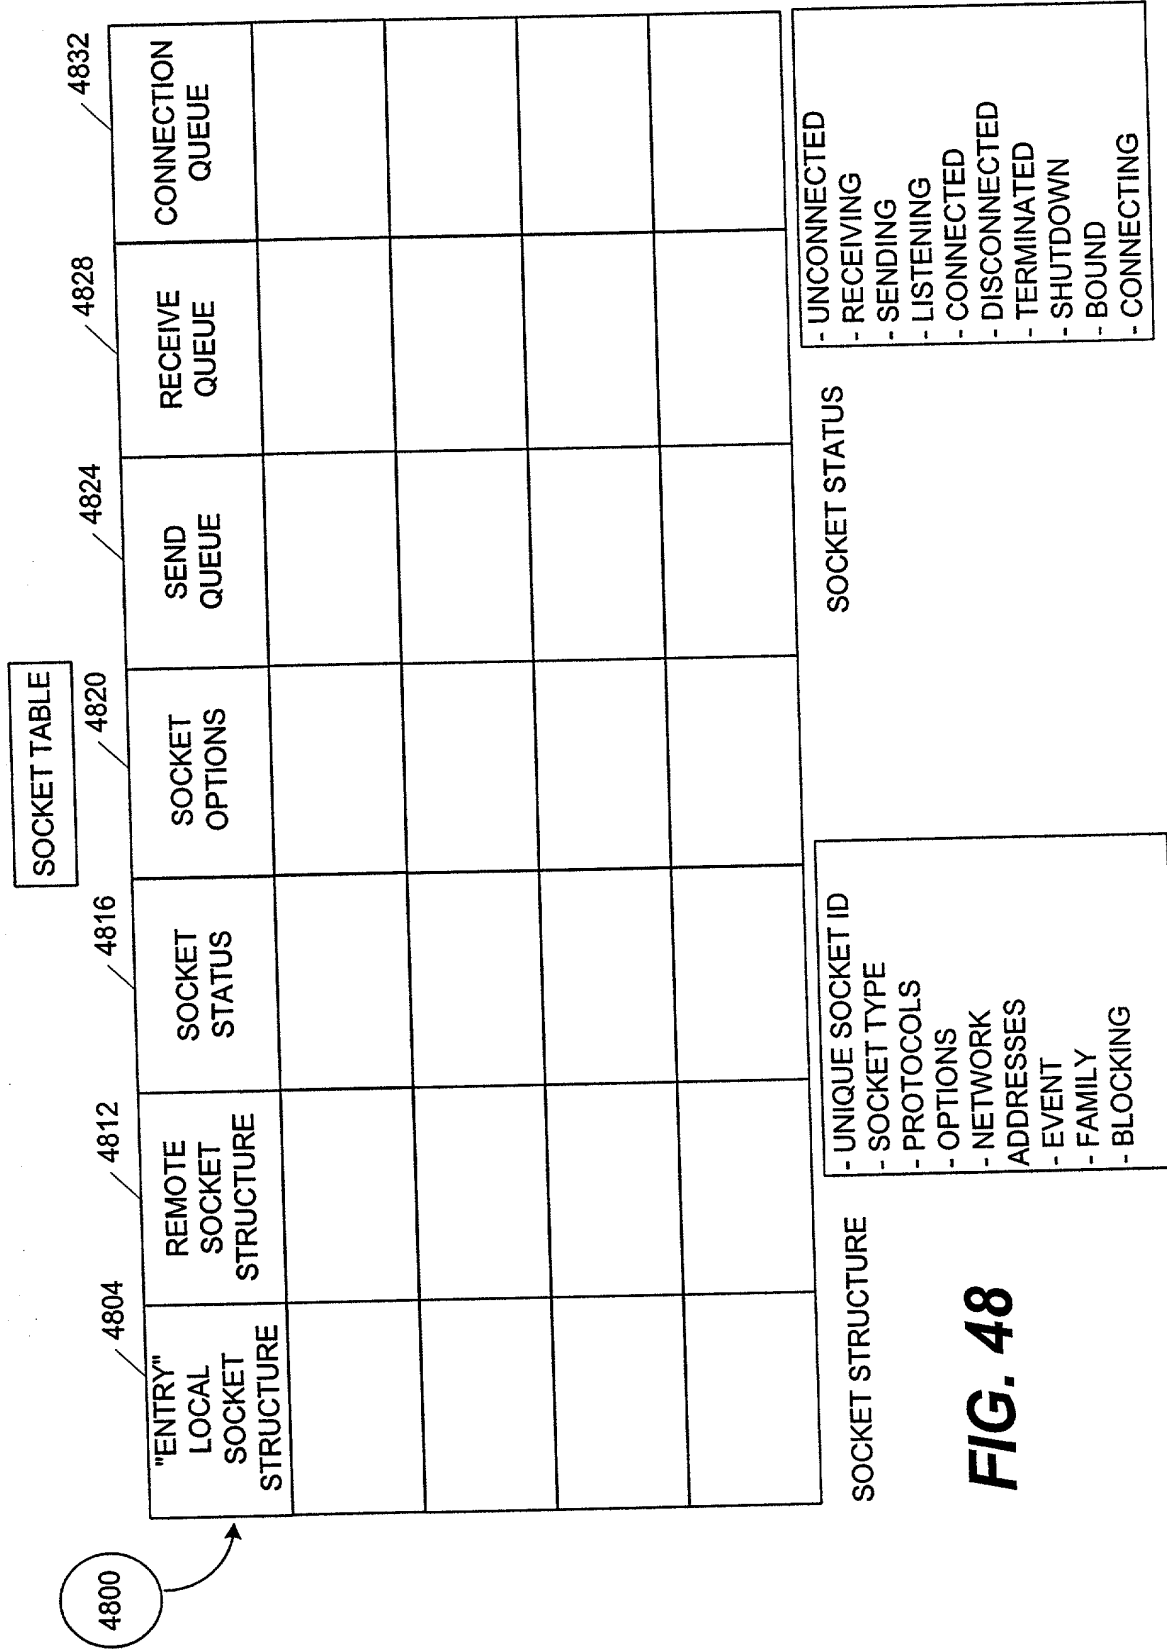 SOCKET TABLE
4800
4804
4812
4816
4820
4824
4828
4832
"ENTRY"
LOCAL
SOCKET
STRUCTURE
REMOTE
SOCKET
STRUCTURE
SOCKET
STATUS
SOCKET
OPTIONS
SEND
QUEUE
RECEIVE
QUEUE
CONNECTION
QUEUE
SOCKET STRUCTURE
- UNIQUE SOCKET ID
- SOCKET TYPE
- PROTOCOLS
- OPTIONS
- NETWORK
ADDRESSES
- EVENT
- FAMILY
- BLOCKING
SOCKET STATUS
- UNCONNECTED
- RECEIVING
- SENDING
- LISTENING
- CONNECTED
- DISCONNECTED
- TERMINATED
- SHUTDOWN
- BOUND
- CONNECTING
FIG. 48